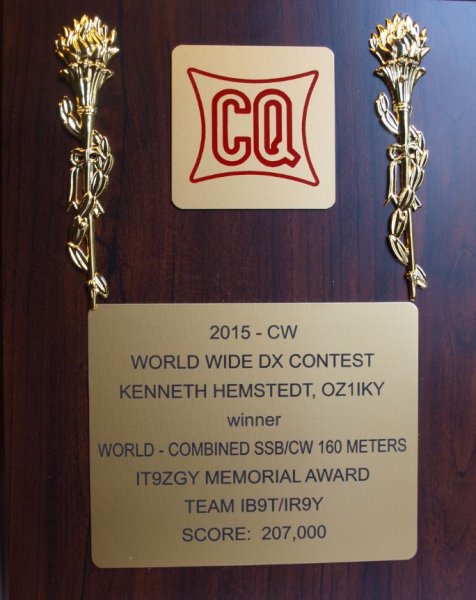 CQ
2015 - CW
WORLD WIDE DX CONTEST
KENNETH HEMSTEDT, OZ1IKY
winner
WORLD - COMBINED SSB/CW 160 METERS
IT9ZGY MEMORIAL AWARD
TEAM IB9T/IR9Y
SCORE: 207,000